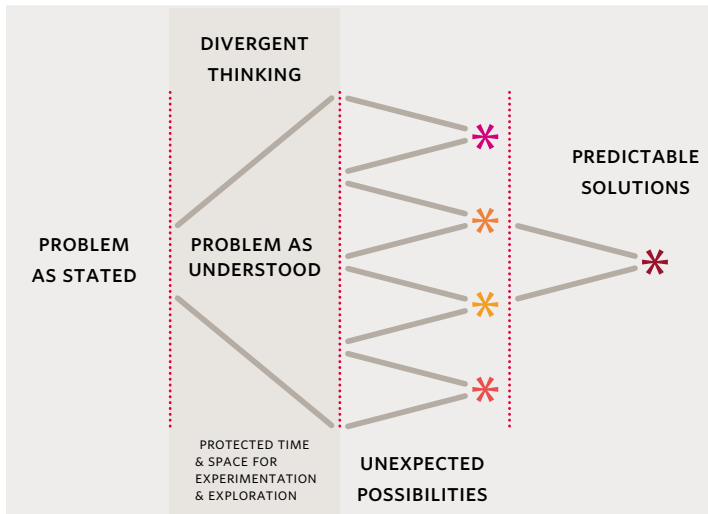 DIVERGENT
THINKING
PROBLEM
AS STATED
PROBLEM AS
UNDERSTOOD
PROTECTED TIME
& SPACE FOR
EXPERIMENTATION
& EXPLORATION
UNEXPECTED
POSSIBILITIES
PREDICTABLE
SOLUTIONS